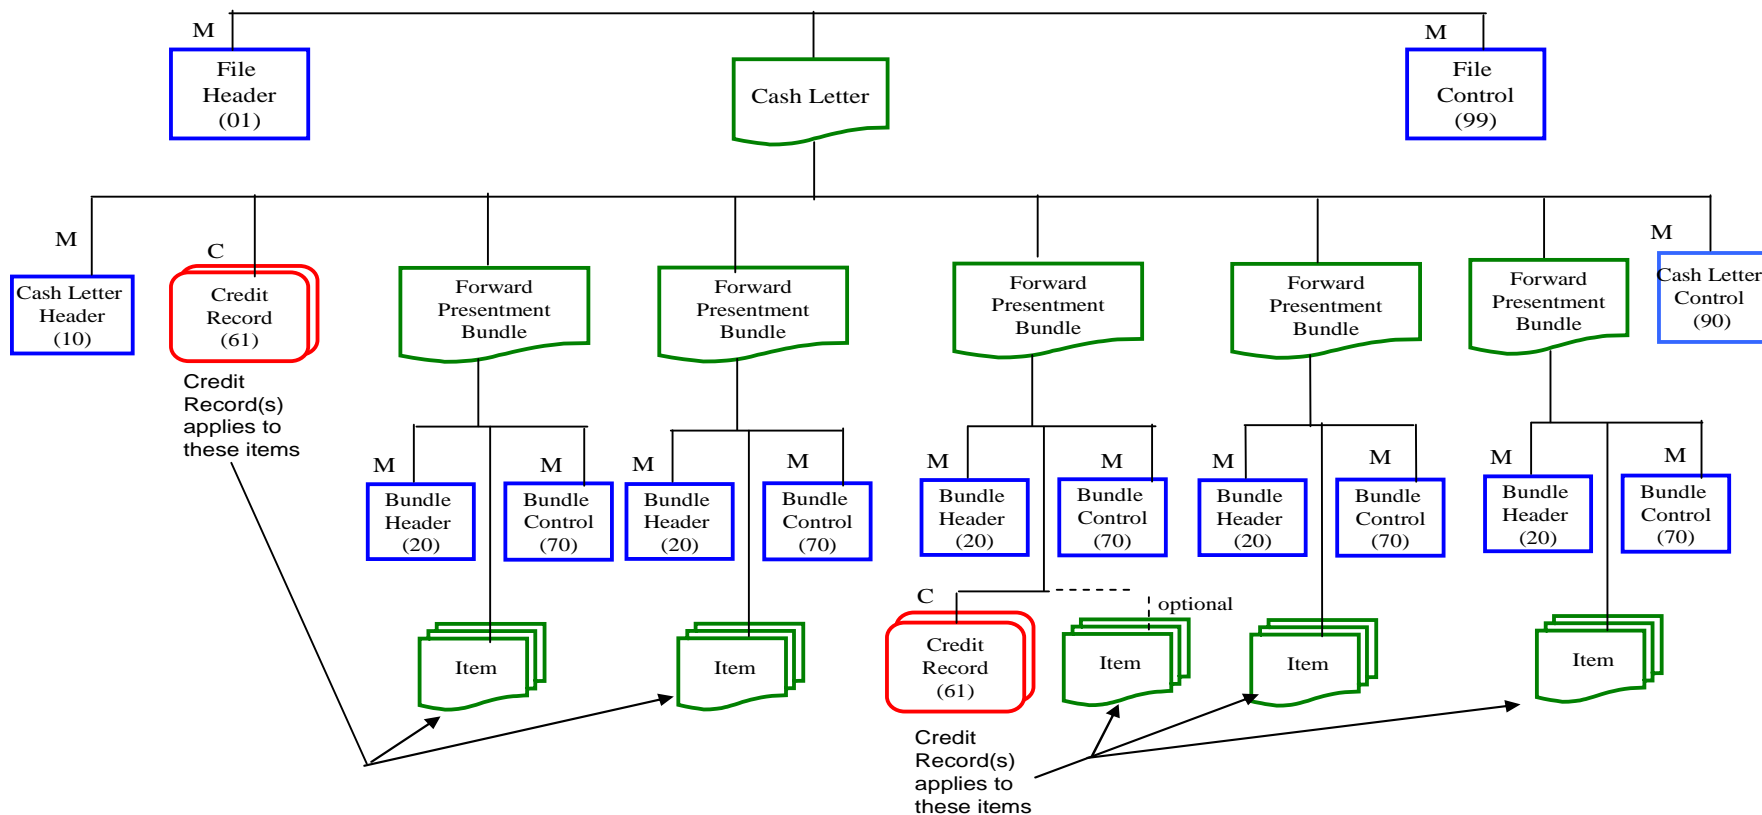 M
File
Header
(01)
Cash Letter
M
File
Control
(99)
M
Cash Letter
Header
(10)
C
Credit
Record
(61)
Credit
Record(s)
applies to
these items
Forward
Presentment
Bundle
Forward
Presentment
Bundle
Forward
Presentment
Bundle
Forward
Presentment
Bundle
Forward
Presentment
Bundle
M
Cash Letter
Control
(90)
M
Bundle
Header
(20)
M
Bundle
Control
(70)
M
Bundle
Header
(20)
M
Bundle
Control
(70)
M
Bundle
Header
(20)
M
Bundle
Control
(70)
M
Bundle
Header
(20)
M
Bundle
Control
(70)
M
Bundle
Header
(20)
M
Bundle
Control
(70)
Item
Item
C
Credit
Record
(61)
optional
Item
Item
Item
Credit
Record(s)
applies to
these items